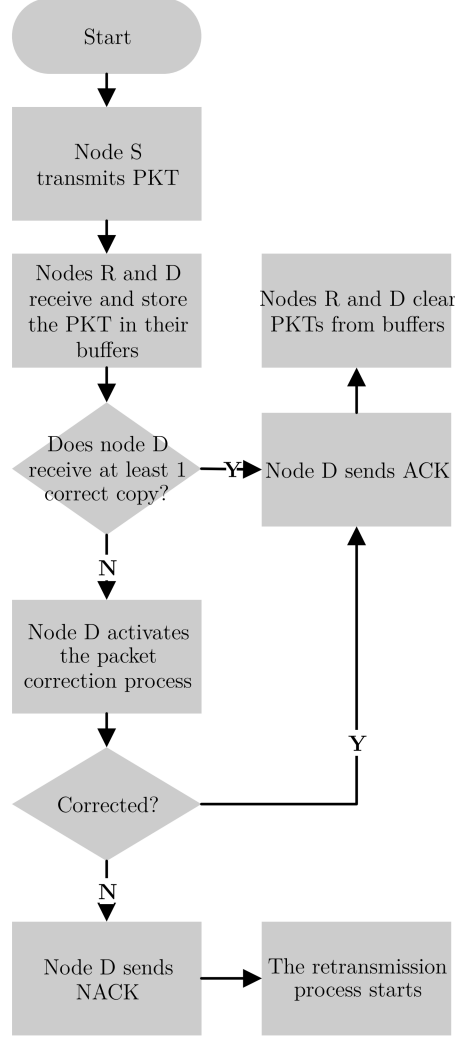 Start
Node S
transmits PKT
Nodes R and D
receive and store
the PKT in their
buffers
Nodes R and D clear
PKTs from buffers
Does node D
receive at least 1
correct copy?
Y
Node D sends ACK
N
Node D activates
the packet
correction process
Y
Corrected?
N
Node D sends
NACK
The retransmission
process starts